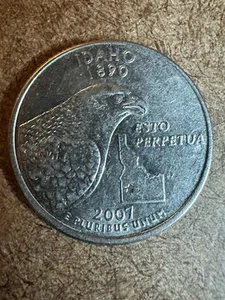 IDAHO
1890
ESTO
PERPETUA
2007
E PLURIBUS UNUM